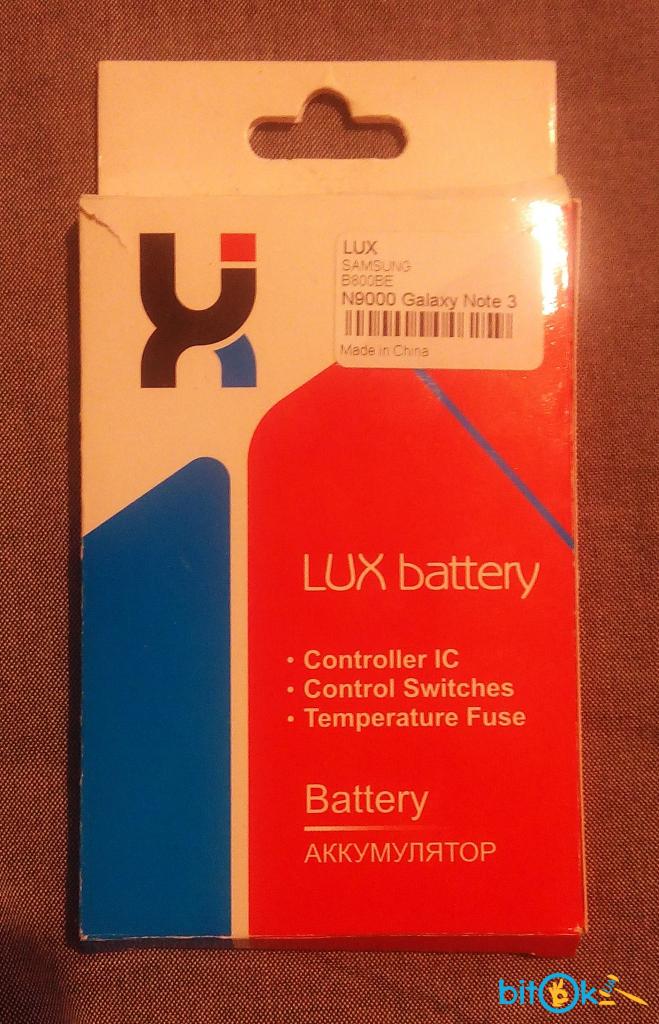 LUX
SAMSUNG
B800BE
N9000 Galaxy Note 3
Made in China
LUX battery
• Controller IC
• Control Switches
• Temperature Fuse
Battery
АККУМУЛЯТОР
bitOk